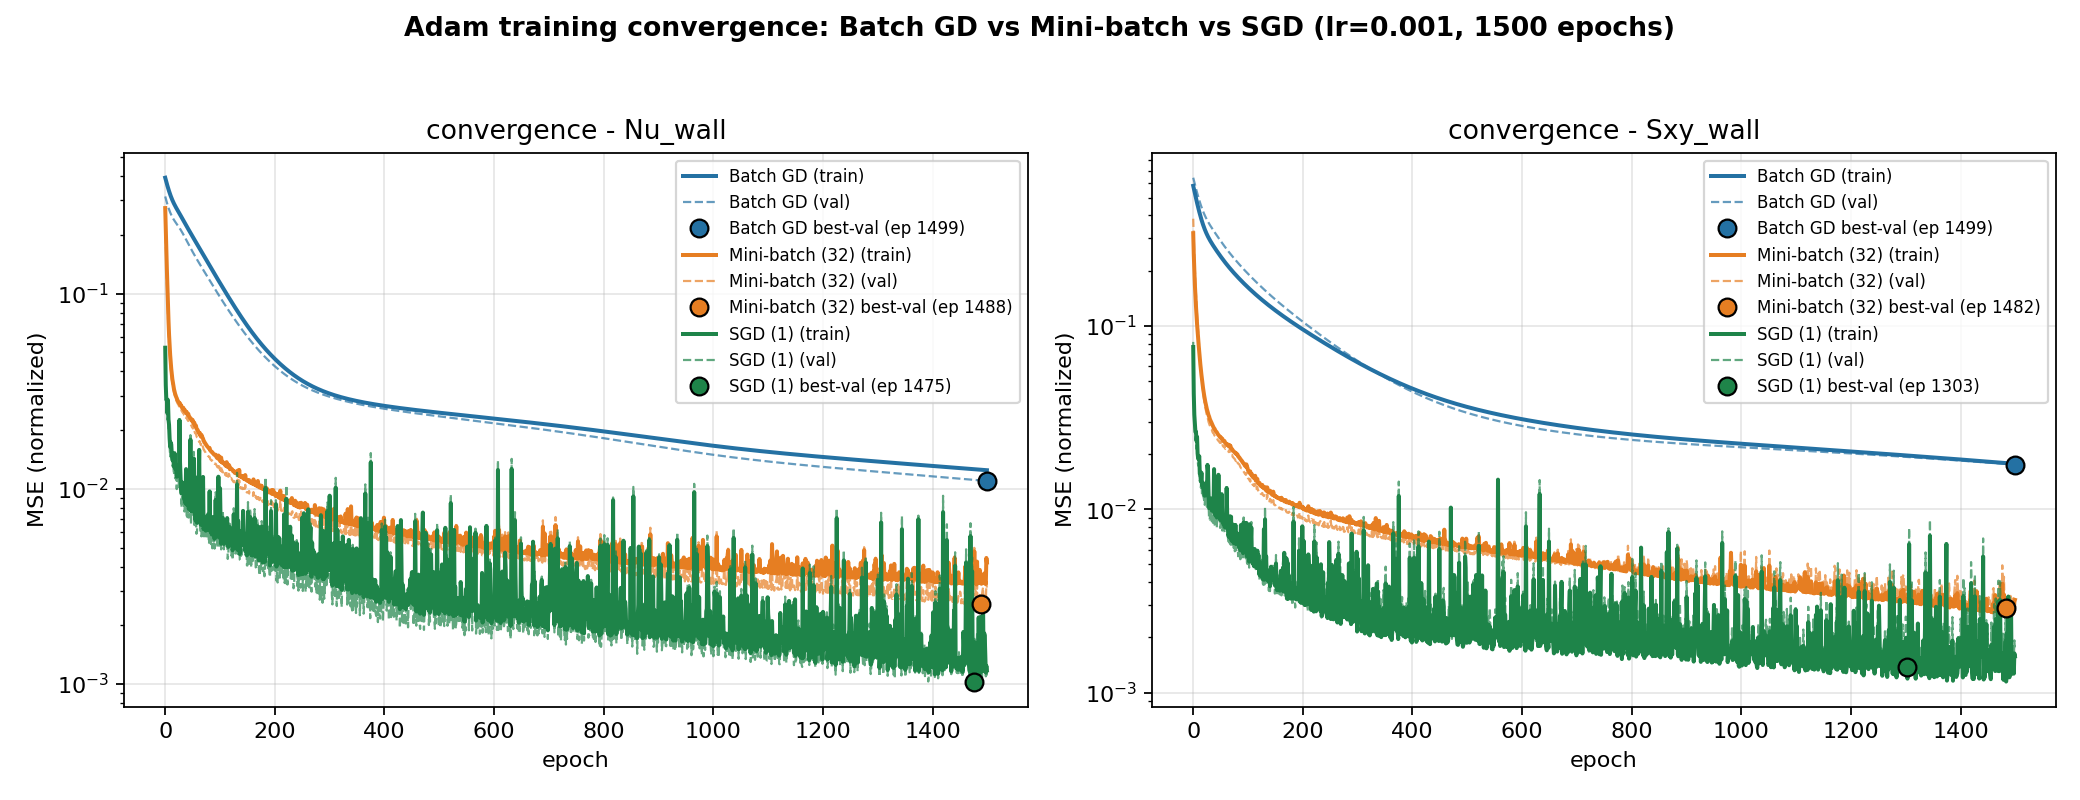 Adam training convergence: Batch GD vs Mini-batch vs SGD (lr=0.001, 1500 epochs)
convergence - Nu_wall
MSE (normalized)
10⁻¹
10⁻²
10⁻³
Batch GD (train)
Batch GD (val)
Batch GD best-val (ep 1499)
Mini-batch (32) (train)
Mini-batch (32) (val)
Mini-batch (32) best-val (ep 1488)
SGD (1) (train)
SGD (1) (val)
SGD (1) best-val (ep 1475)
0 200 400 600 800 1000 1200 1400
epoch
convergence - Sxy_wall
MSE (normalized)
10⁻¹
10⁻²
10⁻³
Batch GD (train)
Batch GD (val)
Batch GD best-val (ep 1499)
Mini-batch (32) (train)
Mini-batch (32) (val)
Mini-batch (32) best-val (ep 1482)
SGD (1) (train)
SGD (1) (val)
SGD (1) best-val (ep 1303)
0 200 400 600 800 1000 1200 1400
epoch